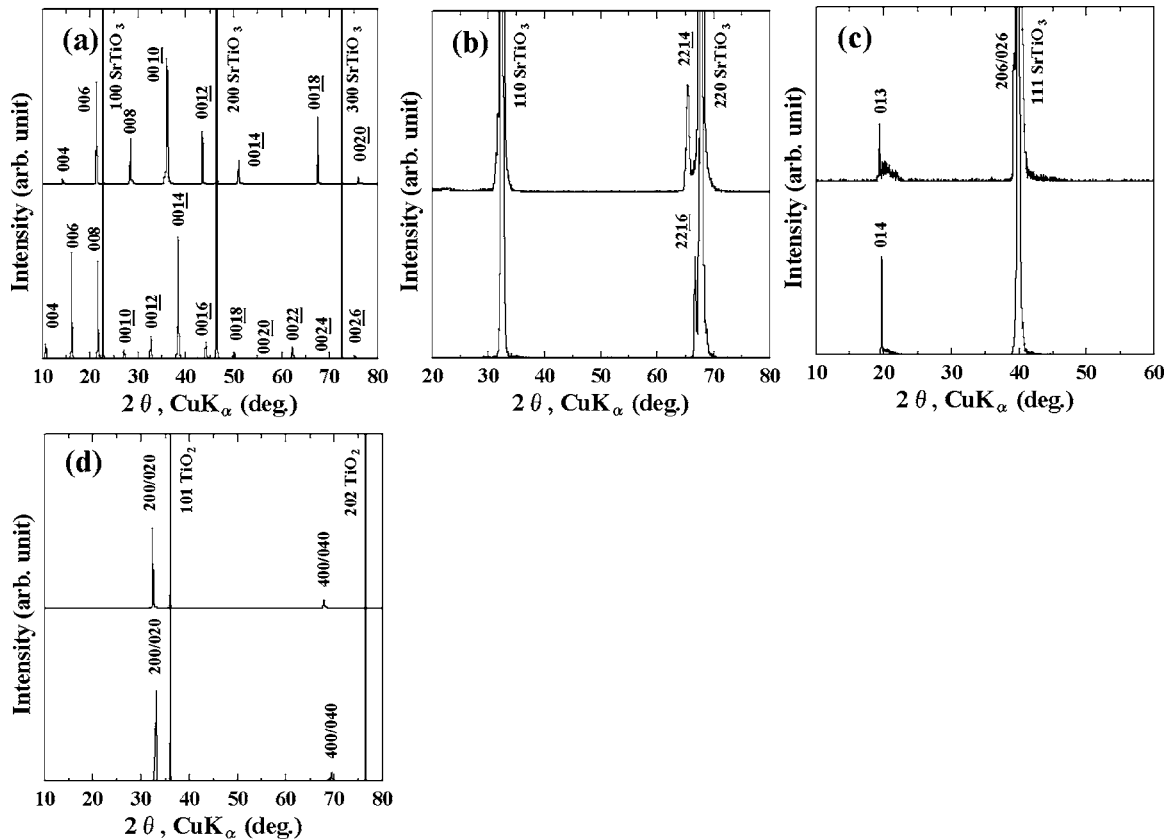 (a)
Intensity (arb. unit)
004
006
100 SrTiO3
008
0010
0012
200 SrTiO3
0014
0018
300 SrTiO3
0020
004
006
008
0010
0012
0014
0016
0018
0020
0022
0024
0026
10 20 30 40 50 60 70 80
2 θ , CuKα (deg.)
(b)
Intensity (arb. unit)
110 SrTiO3
2214
220 SrTiO3
2216
20 30 40 50 60 70 80
2 θ , CuKα (deg.)
(c)
Intensity (arb. unit)
013
206/026
111 SrTiO3
014
10 20 30 40 50 60
2 θ , CuKα (deg.)
(d)
Intensity (arb. unit)
200/020
101 TiO2
400/040
202 TiO2
200/020
400/040
10 20 30 40 50 60 70 80
2 θ , CuKα (deg.)